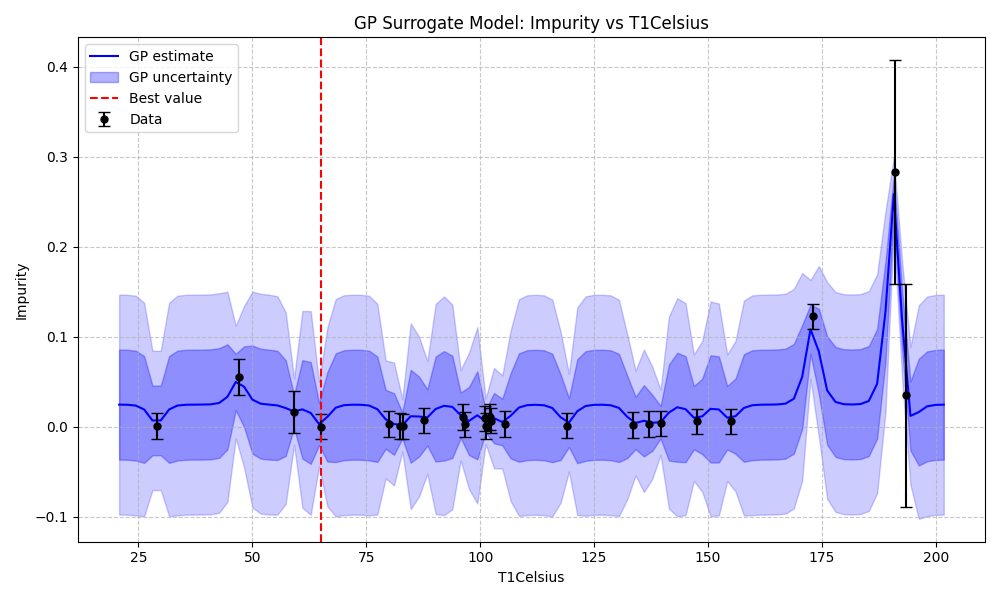 GP Surrogate Model: Impurity vs T1Celsius
GP estimate
GP uncertainty
Best value
Data
Impurity
0.4
0.3
0.2
0.1
0.0
−0.1
25 50 75 100 125 150 175 200
T1Celsius